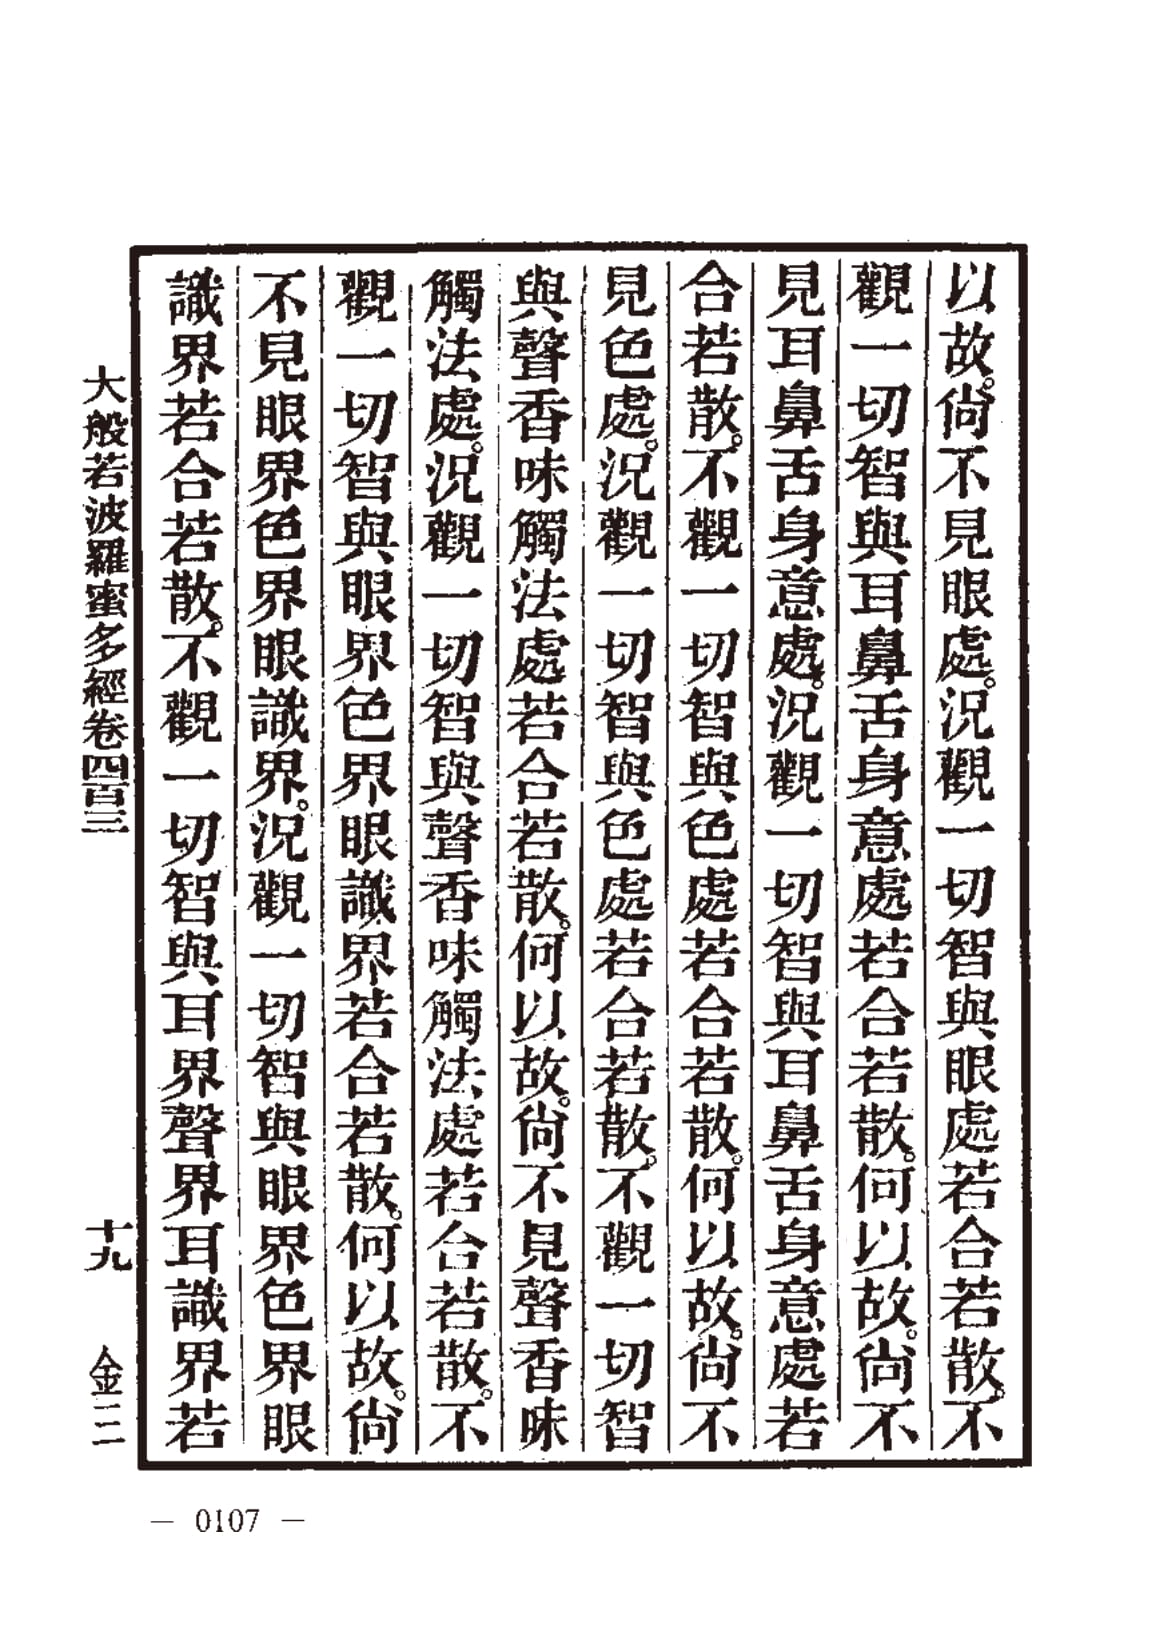 以故。尙不見眼處。況觀一切智與眼處若合若散。不
觀一切智與耳鼻舌身意處若合若散。何以故。尙不
見耳鼻舌身意處。況觀一切智與耳鼻舌身意處若
合若散。不觀一切智與色處若合若散。何以故。尙不
見色處。況觀一切智與色處若合若散。不觀一切智
與聲香味觸法處若合若散。何以故。尙不見聲香味
觸法處。況觀一切智與聲香味觸法處若合若散。不
觀一切智與眼界色界眼識界若合若散。何以故。尙
不見眼界色界眼識界。況觀一切智與眼界色界眼
識界若合若散。不觀一切智與耳界聲界耳識界若
大般若波羅蜜多經卷四百三 十九 金三二
— 0107 —